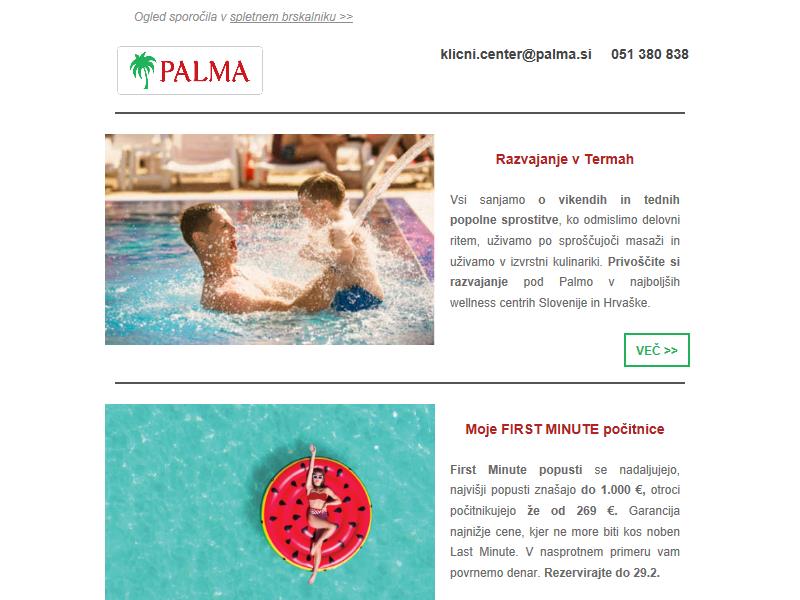 Ogled sporočila v spletnem brskalniku >>
PALMA
klicni.center@palma.si 051 380 838
Razvajanje v Termah
Vsi sanjamo o vikendih in tednih
popolne sprostitve, ko odmislimo delovni
ritem, uživamo po sproščujoči masaži in
uživamo v izvrstni kulinariki. Privoščite si
razvajanje pod Palmo v najboljših
wellness centrih Slovenije in Hrvaške.
VEČ >>
Moje FIRST MINUTE počitnice
First Minute popusti se nadaljujejo,
najvišji popusti znašajo do 1.000 €, otroci
počitnikujejo že od 269 €. Garancija
najnižje cene, kjer ne more biti kos noben
Last Minute. V nasprotnem primeru vam
povrnemo denar. Rezervirajte do 29.2.